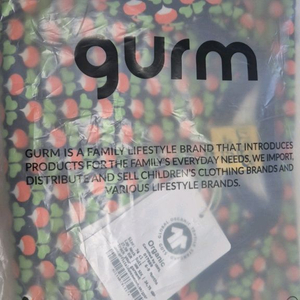 gurm
GURM IS A FAMILY LIFESTYLE BRAND THAT INTRODUCES
PRODUCTS FOR THE FAMILY'S EVERYDAY NEEDS. WE IMPORT,
DISTRIBUTE AND SELL CHILDREN'S CLOTHING BRANDS AND
VARIOUS LIFESTYLE BRANDS.
Organic